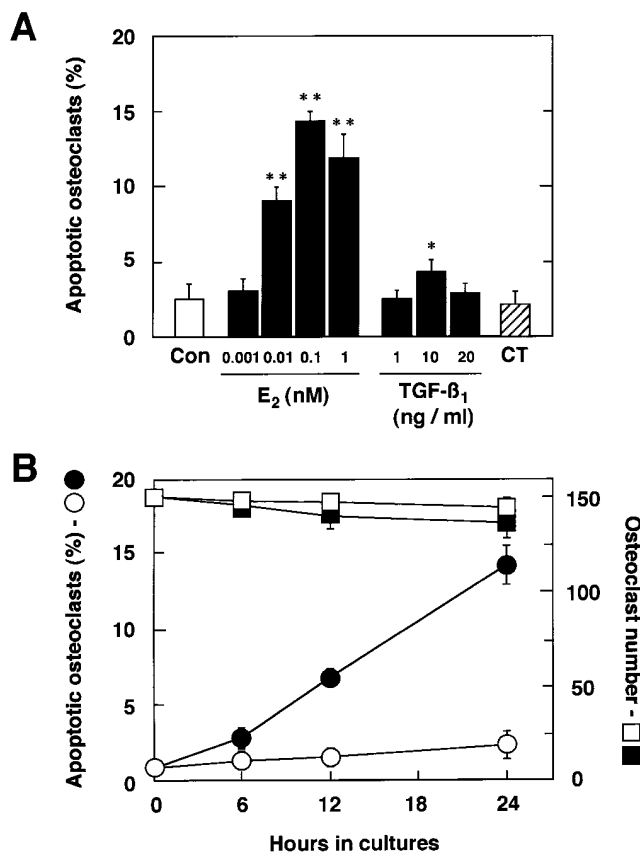 A
Apoptotic osteoclasts (%)
20
15
10
5
0
**
**
**
*
Con
0.001 0.01 0.1 1
1 10 20
CT
E2 (nM)
TGF-ß1
(ng / ml)
B
Apoptotic osteoclasts (%) -
20
15
10
5
0
150
100
50
0
Osteoclast number -
0 6 12 18 24
Hours in cultures